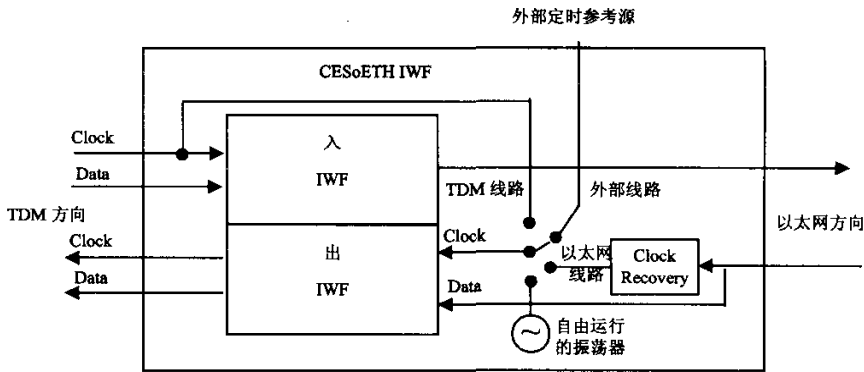 外部定时参考源
CESoETH IWF
Clock
入
IWF
Data
TDM 线路
外部线路
TDM 方向
以太网方向
Clock
出
IWF
Clock
以太网
线路
Clock
Recovery
Data
Data
自由运行
的振荡器